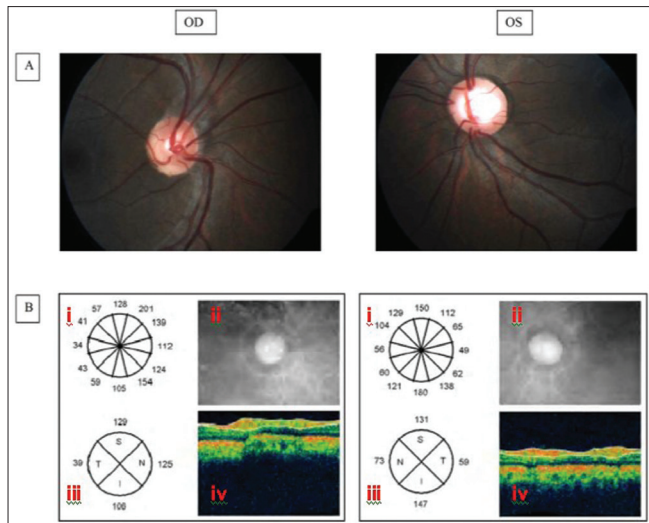 OD OS
A
B
i
128
57 201
41 139
34 112
43 124
59 154
105
ii
129
S
39 T N 125
I
106
iii
iv
i
150
129 112
104 65
56 49
60 62
121 138
180
ii
131
S
73 N T 59
I
147
iii
iv